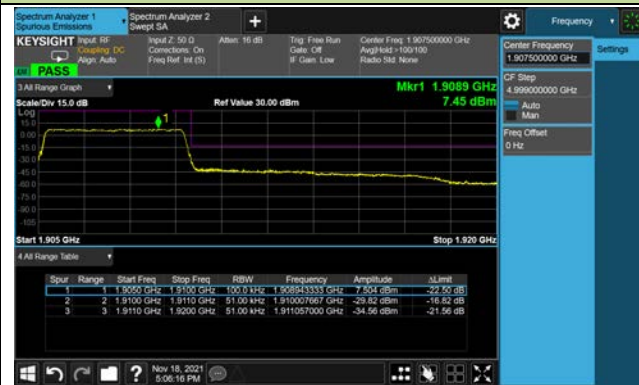 Spectrum Analyzer 1
Spurious Emissions
Spectrum Analyzer 2
Swept SA
Frequency
KEYSIGHT
Input: RF
Coupling: DC
Align: Auto
Input Z: 50 Ω
Corrections: On
Freq Ref: Int (S)
Atten: 16 dB
Trig: Free Run
Gate: Off
IF Gain: Low
Center Freq: 1.907500000 GHz
Avg|Hold:>100/100
Radio Std: None
PASS
Center Frequency
1.907500000 GHz
Settings
CF Step
4.999000000 GHz
Auto
Man
Freq Offset
0 Hz
3 All Range Graph
Mkr1 1.9089 GHz
7.45 dBm
Scale/Div 15.0 dB
Ref Value 30.00 dBm
Log
15.0
0.0
-15.0
-30.0
-45.0
-60.0
-75.0
-90.0
-105
1
Start 1.905 GHz
Stop 1.920 GHz
4 All Range Table
Spur Range Start Freq Stop Freq RBW Frequency Amplitude ΔLimit
1 1 1.9050 GHz 1.9100 GHz 100.0 kHz 1.908943333 GHz 7.504 dBm -22.50 dB
2 2 1.9100 GHz 1.9110 GHz 51.00 kHz 1.910007667 GHz -29.82 dBm -16.82 dB
3 3 1.9110 GHz 1.9200 GHz 51.00 kHz 1.911057000 GHz -34.56 dBm -21.56 dB
Nov 18, 2021
5:06:16 PM